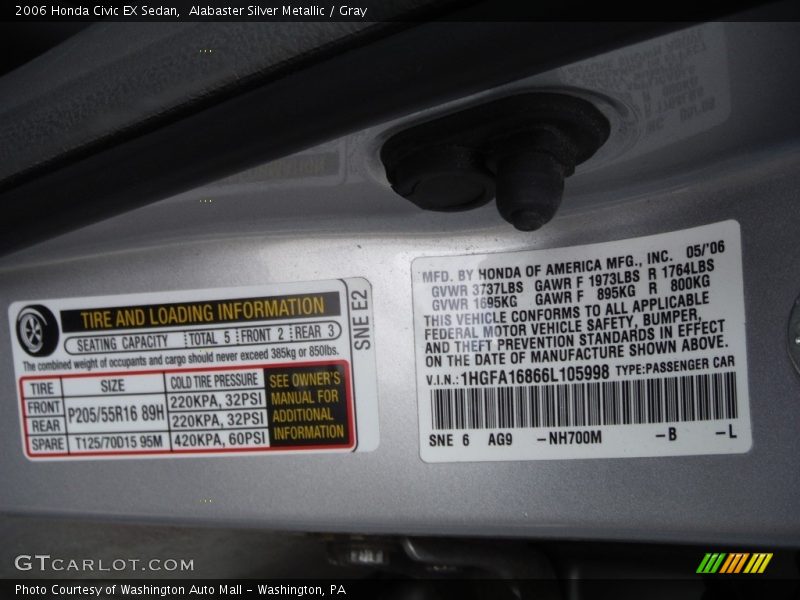 2006 Honda Civic EX Sedan,  Alabaster Silver Metallic / Gray
TIRE AND LOADING INFORMATION
SEATING CAPACITY TOTAL 5 FRONT 2 REAR 3
The combined weight of occupants and cargo should never exceed 385kg or 850lbs.
TIRE SIZE COLD TIRE PRESSURE
FRONT P205/55R16 89H 220KPA, 32PSI
REAR 220KPA, 32PSI
SPARE T125/70D15 95M 420KPA, 60PSI
SEE OWNER'S
MANUAL FOR
ADDITIONAL
INFORMATION
SNE E2
MFD. BY HONDA OF AMERICA MFG., INC. 05/'06
GVWR 3737LBS GAWR F 1973LBS R 1764LBS
GVWR 1695KG GAWR F 895KG R 800KG
THIS VEHICLE CONFORMS TO ALL APPLICABLE
FEDERAL MOTOR VEHICLE SAFETY, BUMPER,
AND THEFT PREVENTION STANDARDS IN EFFECT
ON THE DATE OF MANUFACTURE SHOWN ABOVE.
V.I.N.:1HGFA16866L105998 TYPE:PASSENGER CAR
SNE 6 AG9 -NH700M -B -L
GTCARLOT.COM
Photo Courtesy of Washington Auto Mall - Washington, PA